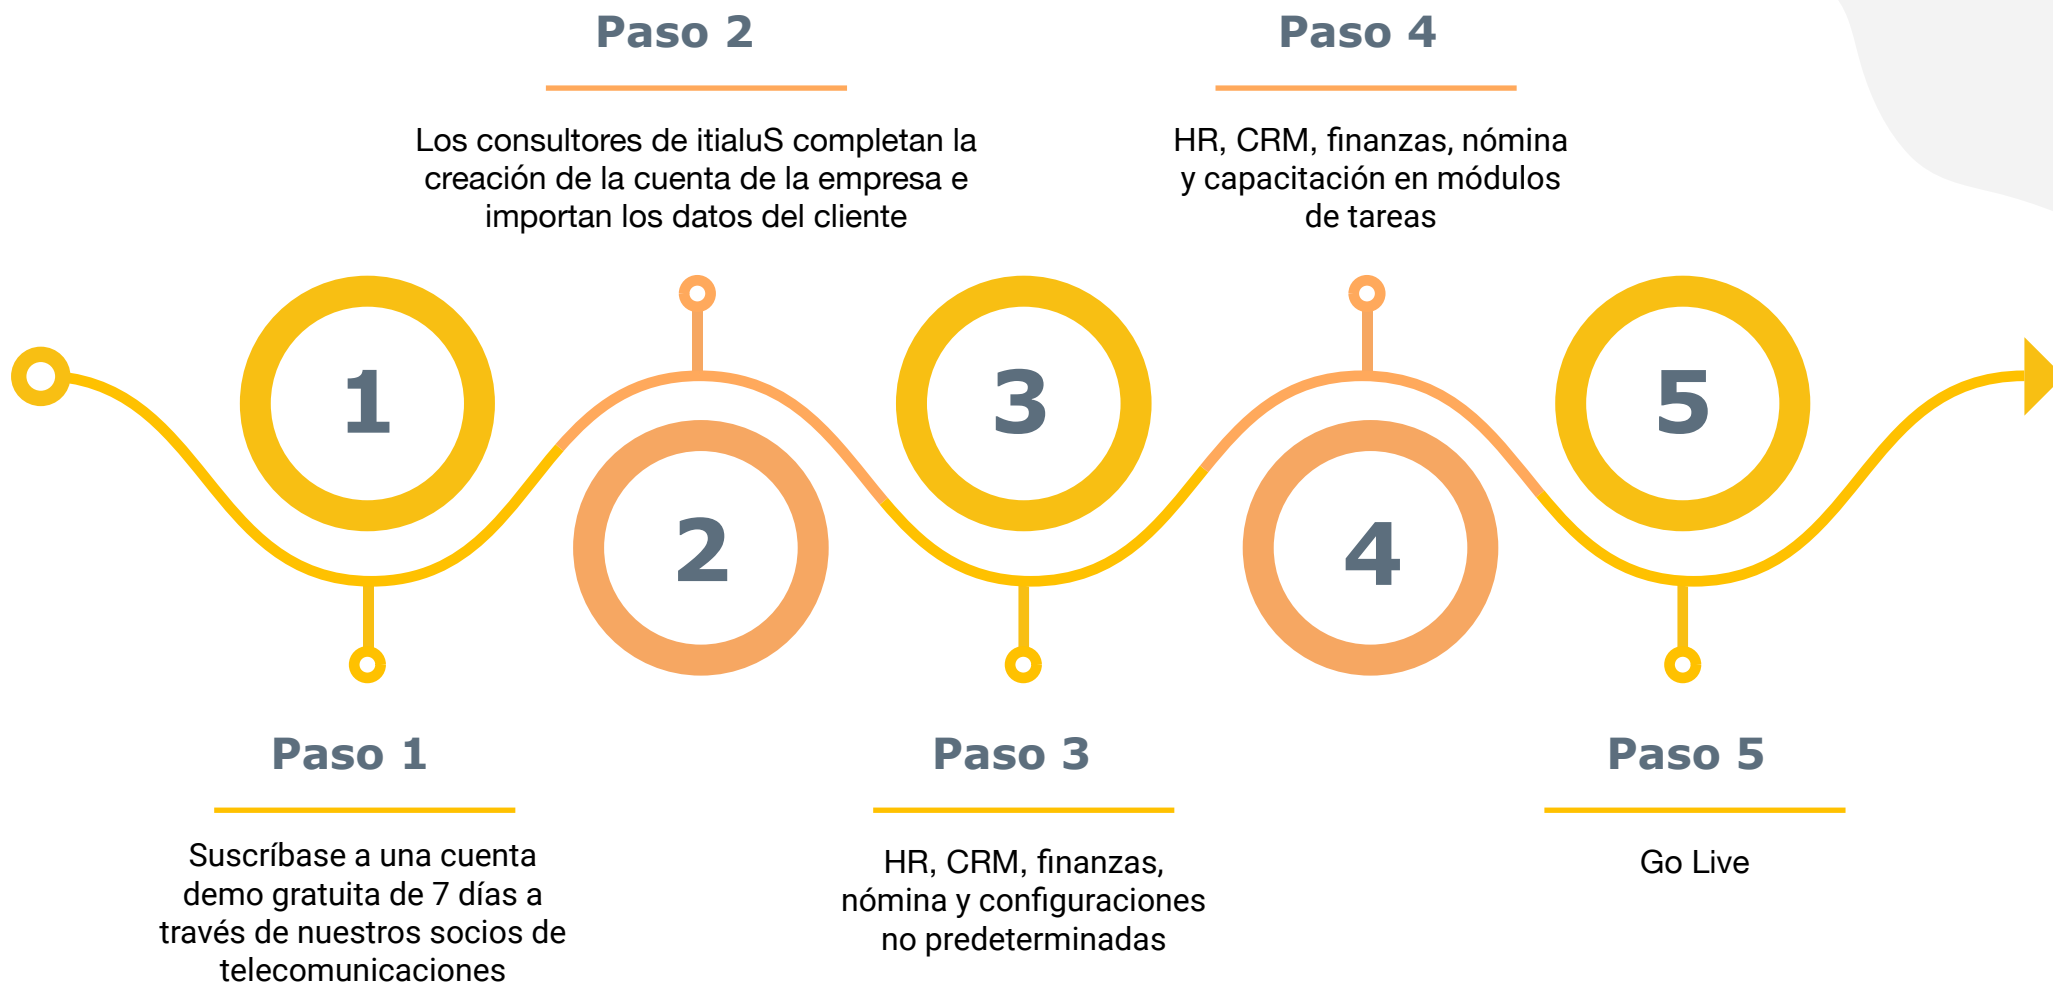 Paso 2
Los consultores de itialuS completan la
creación de la cuenta de la empresa e
importan los datos del cliente
Paso 4
HR, CRM, finanzas, nómina
y capacitación en módulos
de tareas
1
2
3
4
5
Paso 1
Suscríbase a una cuenta
demo gratuita de 7 días a
través de nuestros socios de
telecomunicaciones
Paso 3
HR, CRM, finanzas,
nómina y configuraciones
no predeterminadas
Paso 5
Go Live